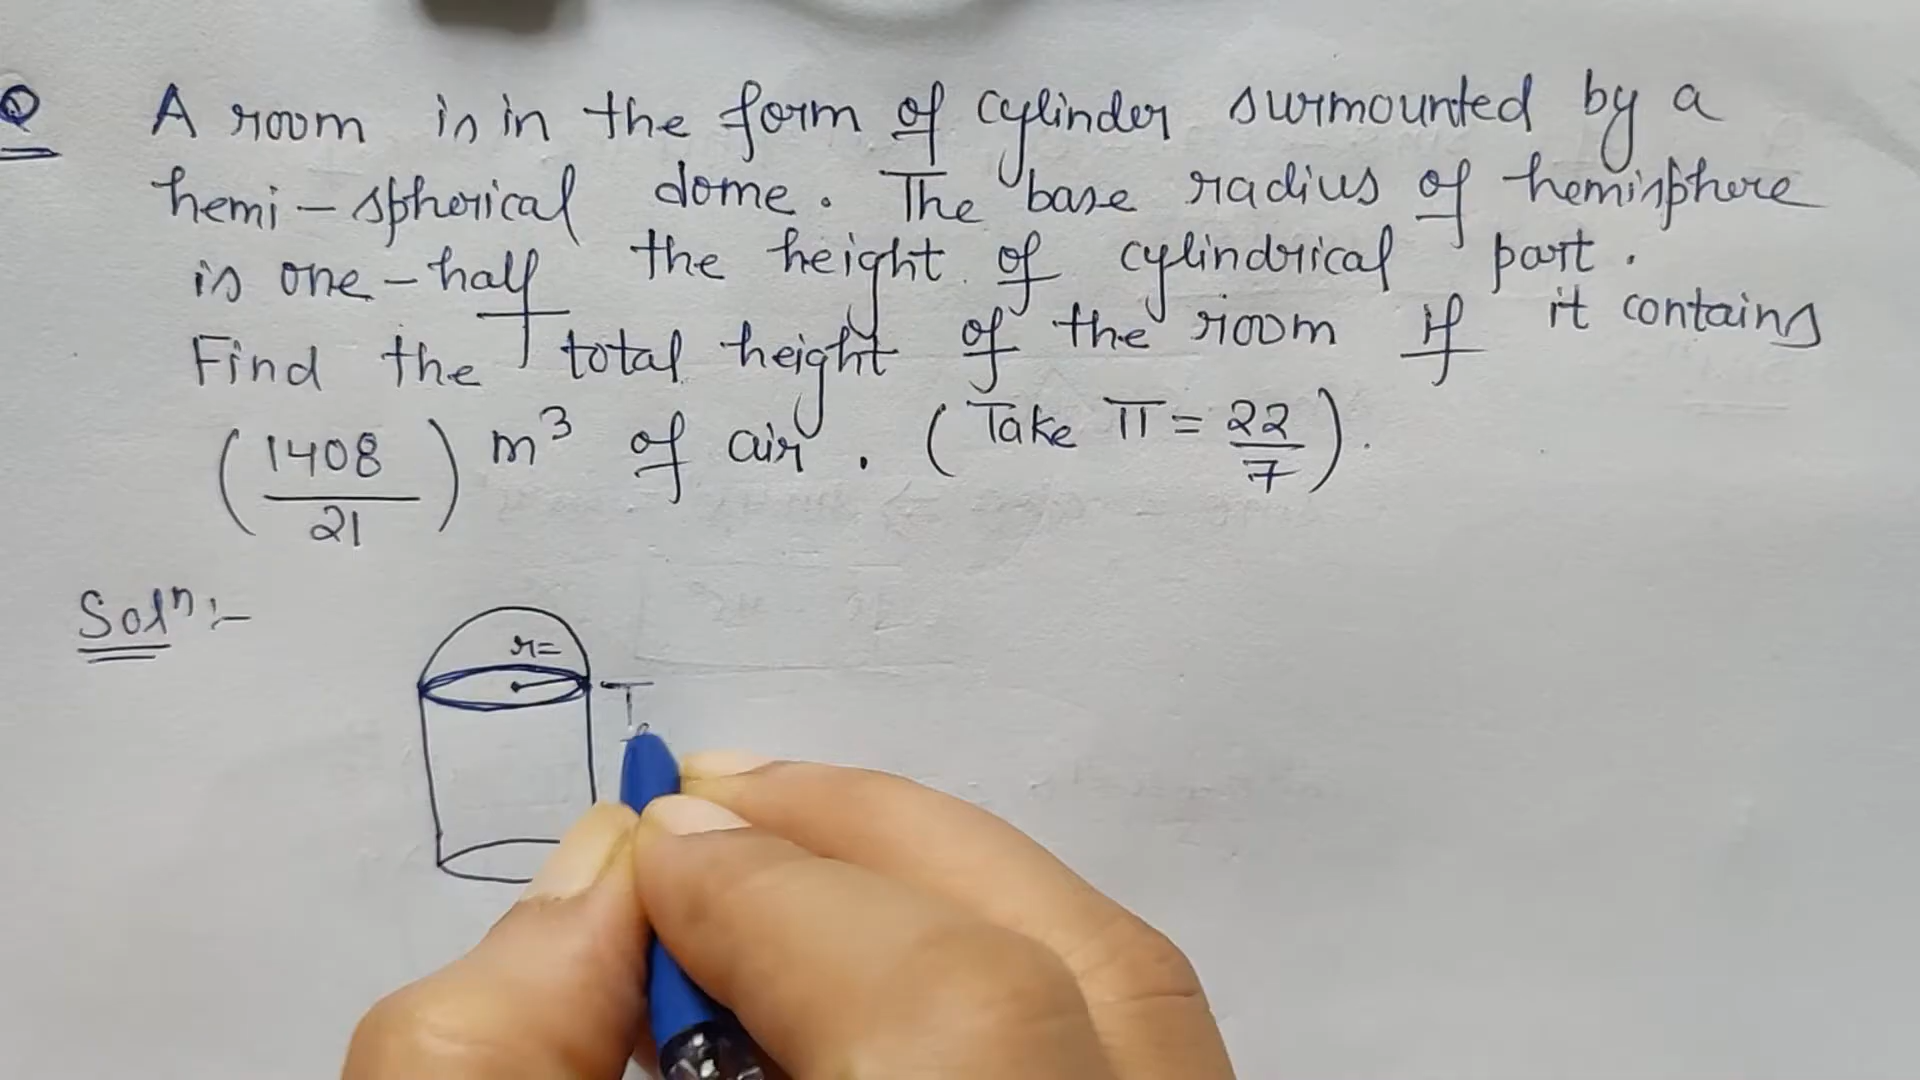 Q A room is in the form of cylinder surmounted by a
hemi-spherical dome. The base radius of hemisphere
is one-half the height of cylindrical part.
Find the total height of the room if it contains
(1408/21) m³ of air. (Take π = 22/7).
Solⁿ:-
r=